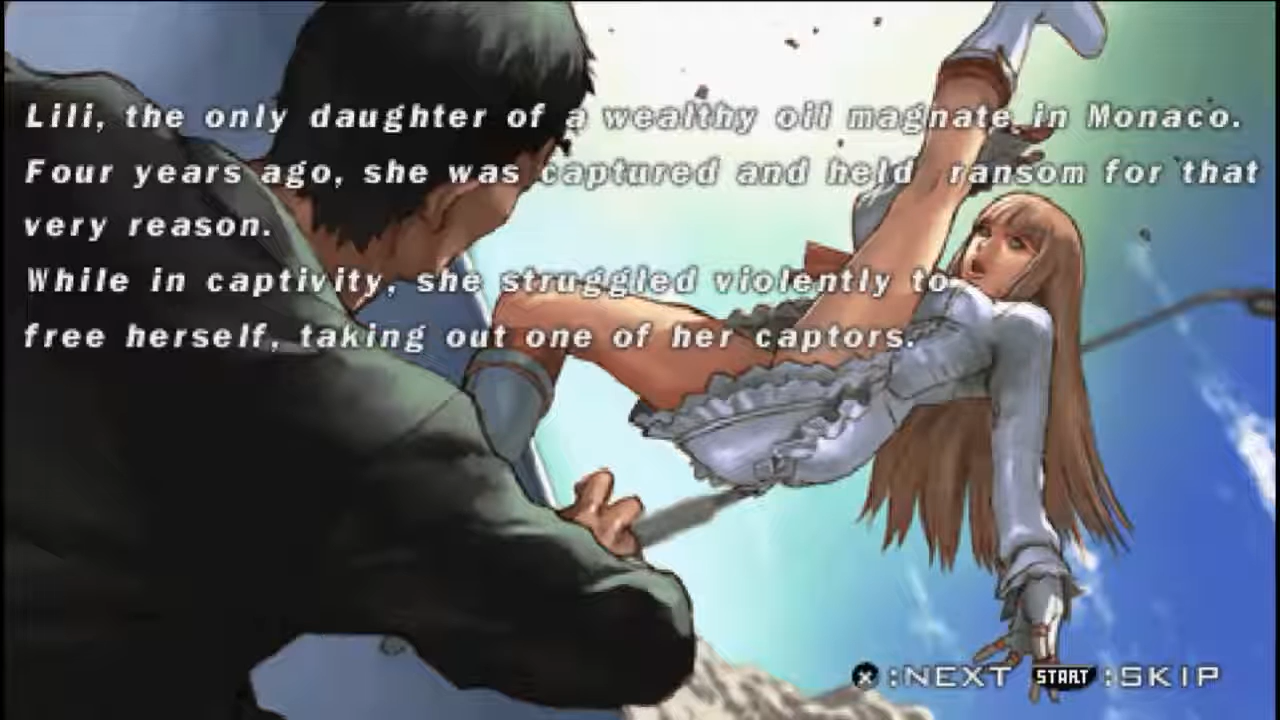 Lili, the only daughter of a wealthy oil magnate in Monaco.
Four years ago, she was captured and held ransom for that
very reason.
While in captivity, she struggled violently to
free herself, taking out one of her captors.
X :NEXT START :SKIP